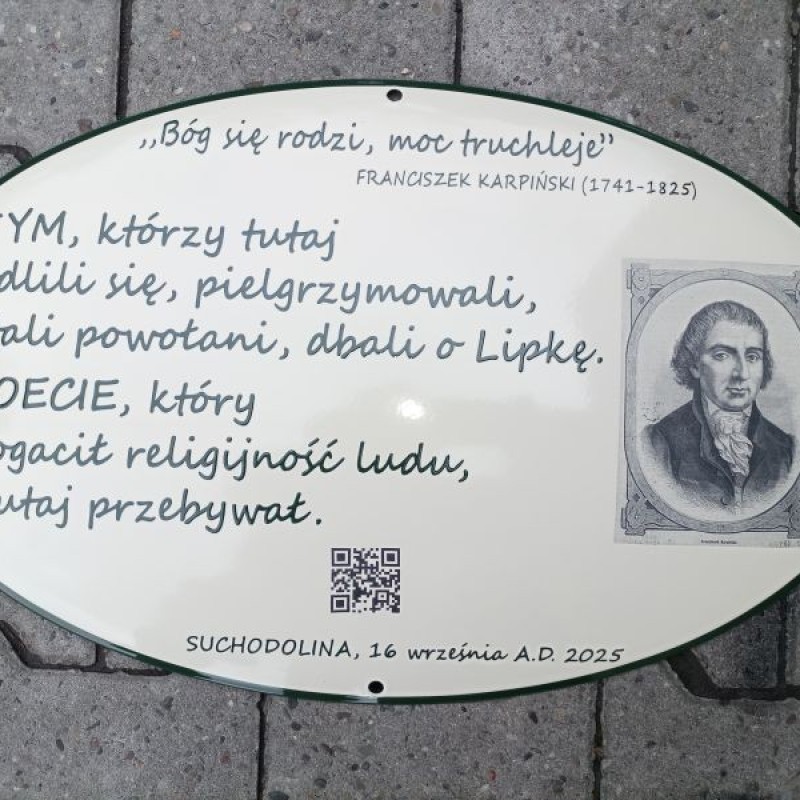 „Bóg się rodzi, moc truchleje"
FRANCISZEK KARPIŃSKI (1741-1825)
TYM, którzy tutaj
dlili się, pielgrzymowali,
ali powołani, dbali o Lipkę.
OECIE, który
ogacił religijność ludu,
utaj przebywał.
SUCHODOLINA, 16 września A.D. 2025